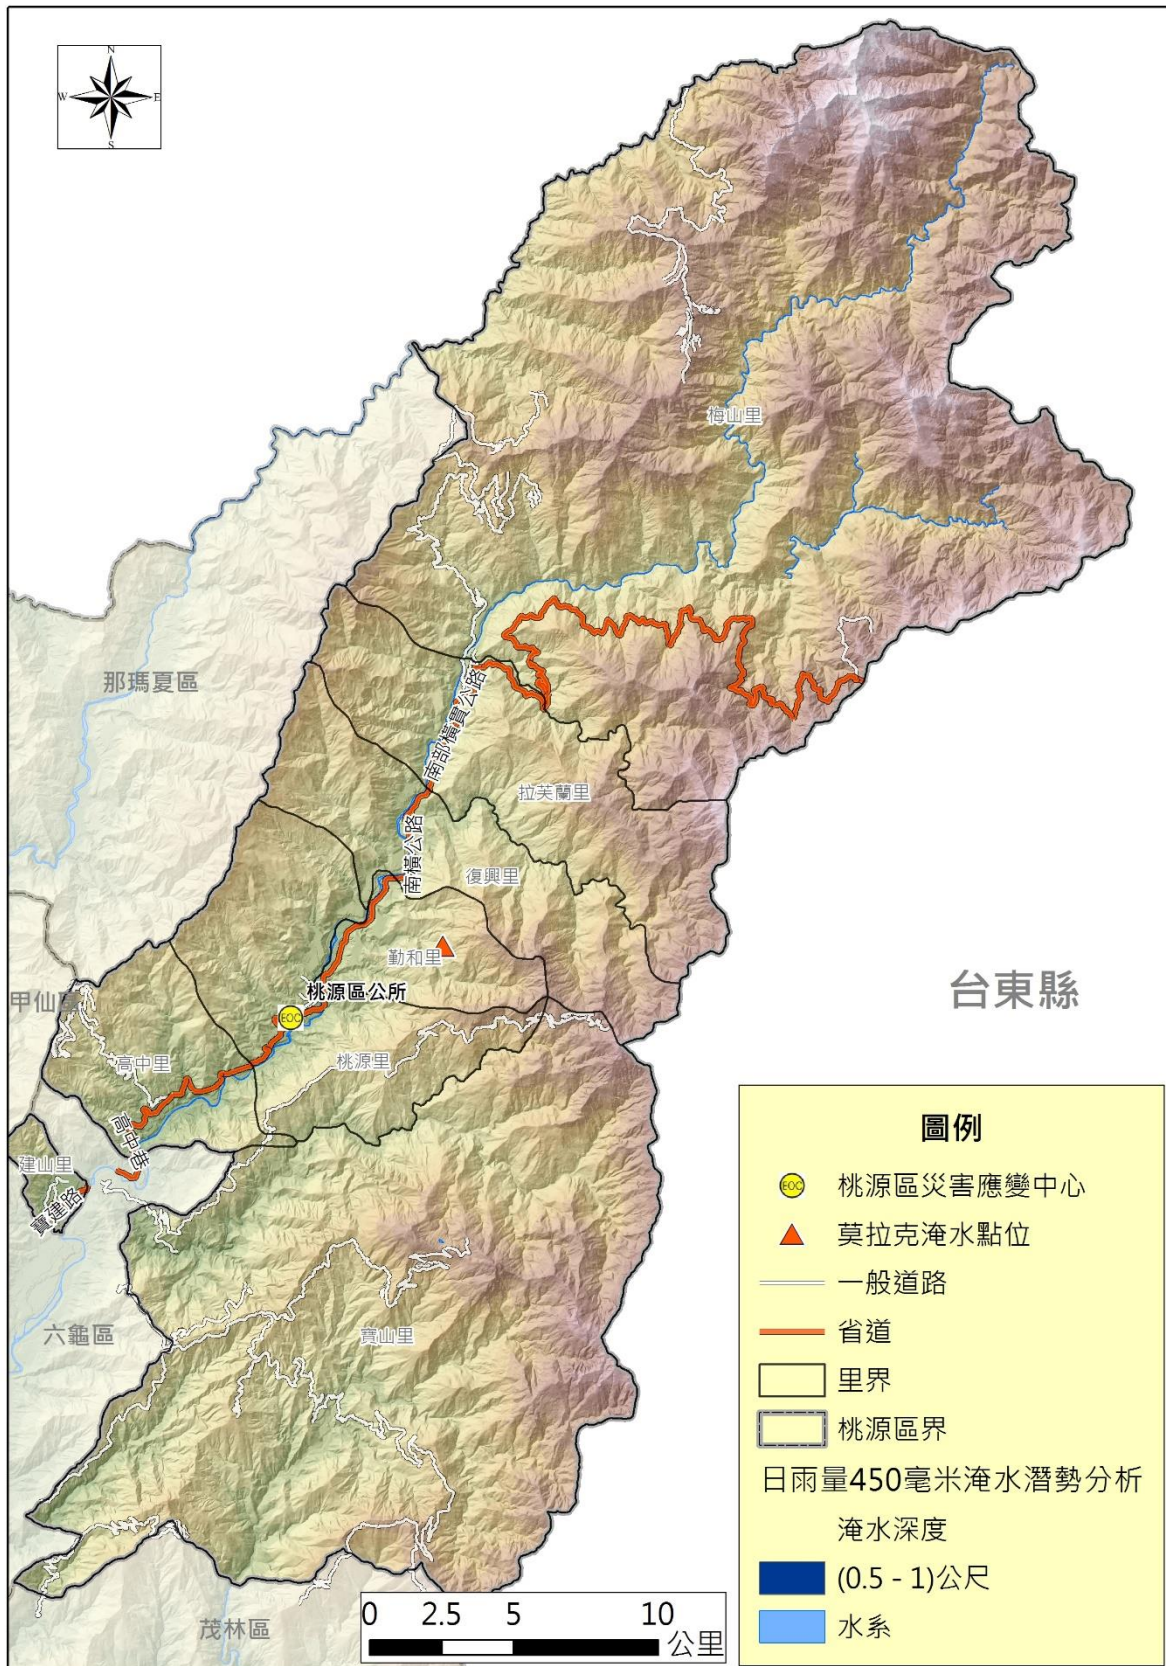 N
W
E
S
梅山里
那瑪夏區
南部橫貫公路
拉芙蘭里
南橫公路
復興里
勤和里
台東縣
桃源區公所
甲仙區
EOC
桃源里
高中里
高中巷
建山里
寶建路
六龜區
寶山里
茂林區
0 2.5 5 10
公里
圖例
EOC 桃源區災害應變中心
莫拉克淹水點位
一般道路
省道
里界
桃源區界
日雨量450毫米淹水潛勢分析
淹水深度
(0.5 - 1)公尺
水系